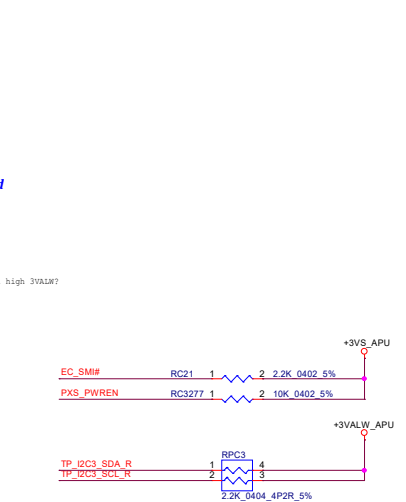 d
high 3VALW?
+3VS_APU
EC_SMI# RC21 1 2 2.2K_0402_5%
PXS_PWREN RC3277 1 2 10K_0402_5%
+3VALW_APU
RPC3
TP_I2C3_SDA_R 1 4
TP_I2C3_SCL_R 2 3
2.2K_0404_4P2R_5%